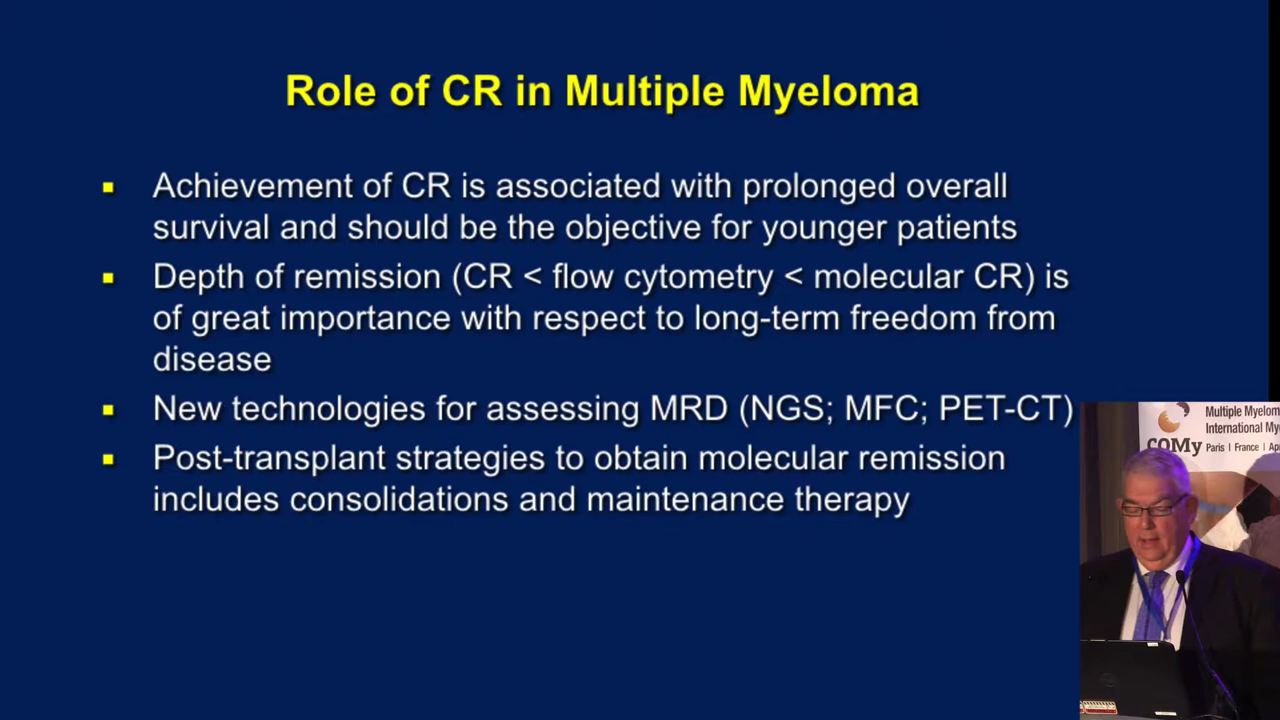 Role of CR in Multiple Myeloma
▪ Achievement of CR is associated with prolonged overall
survival and should be the objective for younger patients
▪ Depth of remission (CR < flow cytometry < molecular CR) is
of great importance with respect to long-term freedom from
disease
▪ New technologies for assessing MRD (NGS; MFC; PET-CT)
▪ Post-transplant strategies to obtain molecular remission
includes consolidations and maintenance therapy
Multiple Myelom
International My
COMy
Paris | France | Ap